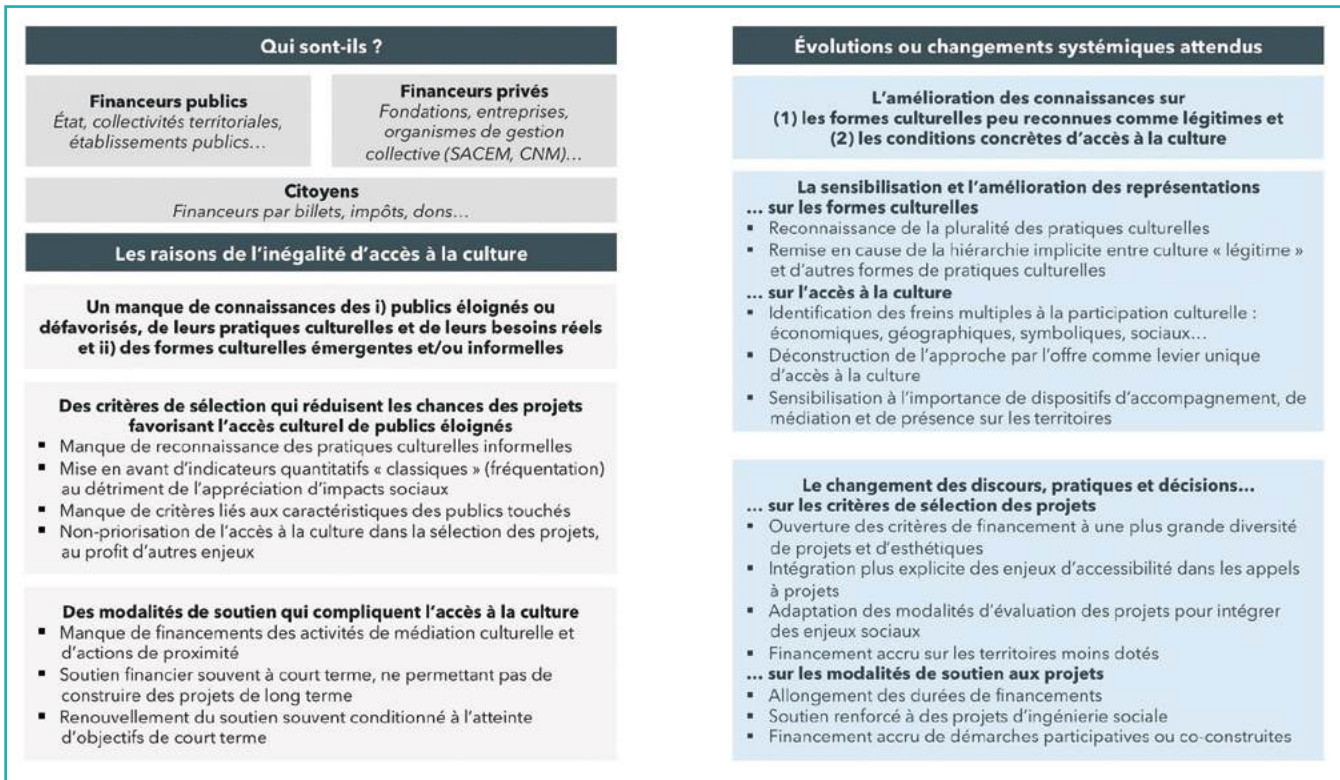 Qui sont-ils ?
Financeurs publics
État, collectivités territoriales,
établissements publics…
Financeurs privés
Fondations, entreprises,
organismes de gestion
collective (SACEM, CNM)…
Citoyens
Financeurs par billets, impôts, dons…
Les raisons de l'inégalité d'accès à la culture
Un manque de connaissances des i) publics éloignés ou
défavorisés, de leurs pratiques culturelles et de leurs besoins réels
et ii) des formes culturelles émergentes et/ou informelles
Des critères de sélection qui réduisent les chances des projets
favorisant l'accès culturel de publics éloignés
▪ Manque de reconnaissance des pratiques culturelles informelles
▪ Mise en avant d'indicateurs quantitatifs « classiques » (fréquentation)
au détriment de l'appréciation d'impacts sociaux
▪ Manque de critères liés aux caractéristiques des publics touchés
▪ Non-priorisation de l'accès à la culture dans la sélection des projets,
au profit d'autres enjeux
Des modalités de soutien qui compliquent l'accès à la culture
▪ Manque de financements des activités de médiation culturelle et
d'actions de proximité
▪ Soutien financier souvent à court terme, ne permettant pas de
construire des projets de long terme
▪ Renouvellement du soutien souvent conditionné à l'atteinte
d'objectifs de court terme
Évolutions ou changements systémiques attendus
L'amélioration des connaissances sur
(1) les formes culturelles peu reconnues comme légitimes et
(2) les conditions concrètes d'accès à la culture
La sensibilisation et l'amélioration des représentations
… sur les formes culturelles
▪ Reconnaissance de la pluralité des pratiques culturelles
▪ Remise en cause de la hiérarchie implicite entre culture « légitime »
et d'autres formes de pratiques culturelles
… sur l'accès à la culture
▪ Identification des freins multiples à la participation culturelle :
économiques, géographiques, symboliques, sociaux…
▪ Déconstruction de l'approche par l'offre comme levier unique
d'accès à la culture
▪ Sensibilisation à l'importance de dispositifs d'accompagnement, de
médiation et de présence sur les territoires
Le changement des discours, pratiques et décisions…
… sur les critères de sélection des projets
▪ Ouverture des critères de financement à une plus grande diversité
de projets et d'esthétiques
▪ Intégration plus explicite des enjeux d'accessibilité dans les appels
à projets
▪ Adaptation des modalités d'évaluation des projets pour intégrer
des enjeux sociaux
▪ Financement accru sur les territoires moins dotés
… sur les modalités de soutien aux projets
▪ Allongement des durées de financements
▪ Soutien renforcé à des projets d'ingénierie sociale
▪ Financement accru de démarches participatives ou co-construites